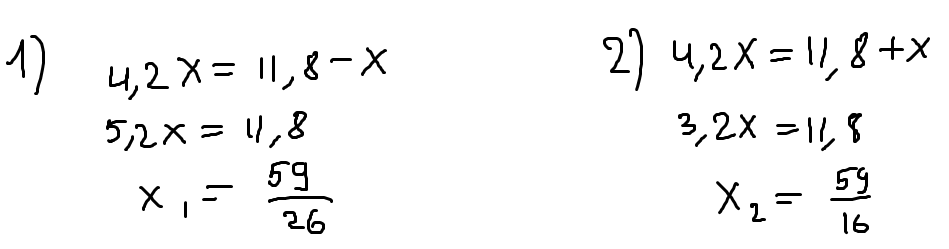 1) 4,2x = 11,8 - x
5,2x = 11,8
x₁ = 59/26
2) 4,2x = 11,8 + x
3,2x = 11,8
x₂ = 59/16